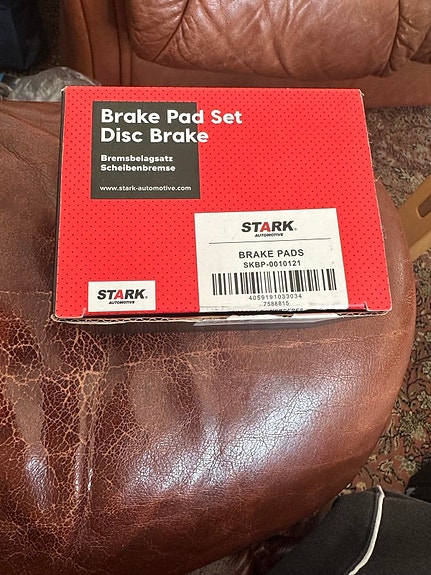 Brake Pad Set
Disc Brake
Bremsbelagsatz
Scheibenbremse
www.stark-automotive.com
STARK
AUTOMOTIVE
BRAKE PADS
SKBP-0010121
4059191033034
7588815
STARK
AUTOMOTIVE